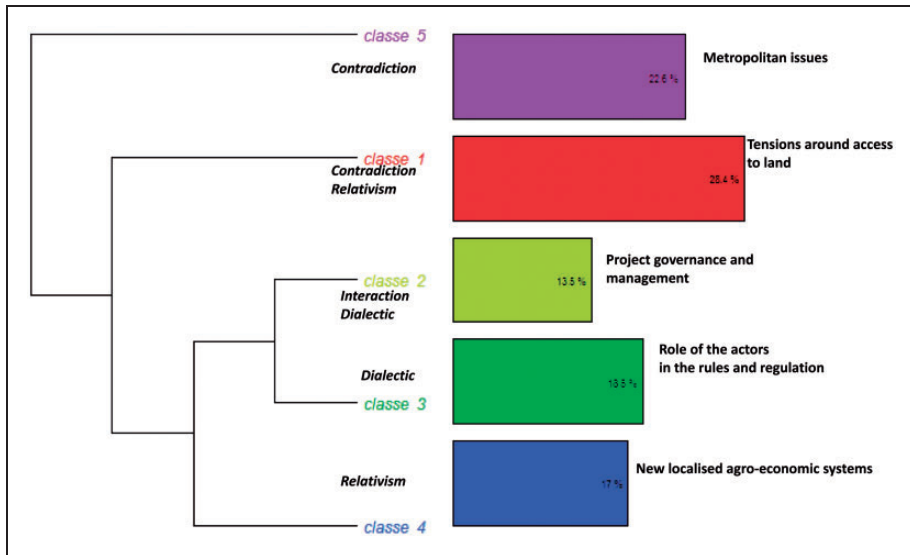 classe 5
Contradiction
22.6 %
Metropolitan issues
classe 1
Contradiction
Relativism
28.4 %
Tensions around access
to land
classe 2
Interaction
Dialectic
13.5 %
Project governance and
management
Dialectic
classe 3
18.5 %
Role of the actors
in the rules and regulation
Relativism
classe 4
17 %
New localised agro-economic systems